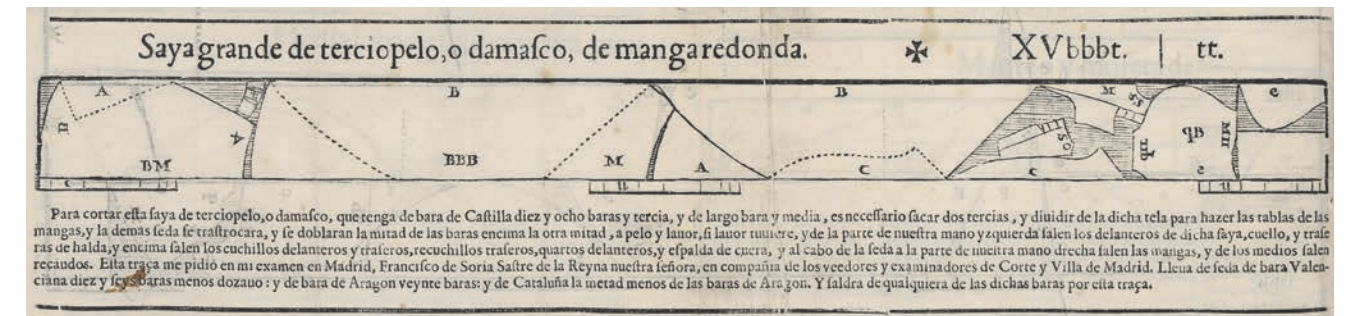 Saya grande de terciopelo, o damaſco, de manga redonda. ✠ XVbbbt. | tt.
A B B M S.S e
B A qB M
BM BBB M A C SO c e
c tt tt
Para cortar eſta ſaya de terciopelo, o damaſco, que tenga de bara de Caſtilla diez y ocho baras y tercia, y de largo bara y media, es neceſſario ſacar dos tercias, y diuidir de la dicha tela para hazer las tablas de las
mangas, y la demàs ſeda ſe traſtrocara, y ſe doblaran la mitad de las baras encima la otra mitad, a pelo y lauor, ſi lauor tuuiere, y de la parte de nueſtra mano yzquierda ſalen los delanteros de dicha ſaya, cuello, y traſe
ras de halda, y encima ſalen los cuchillos delanteros y traſeros, recuchillos traſeros, quartos delanteros, y eſpalda de cuera, y al cabo de la ſeda a la parte de nueſtra mano drecha ſalen las mangas, y de los medios ſalen
recaudos. Eſta traça me pidiò en mi examen en Madrid, Franciſco de Soria Saſtre de la Reyna nueſtra ſeñora, en compañia de los veedores y examinadores de Corte y Villa de Madrid. Lleua de ſeda de bara Valen-
ciana diez y ſeys baras menos dozauo: y de bara de Aragon veynte baras: y de Cataluña la metad menos de las baras de Aragon. Y ſaldra de qualquiera de las dichas baras por eſta traça.